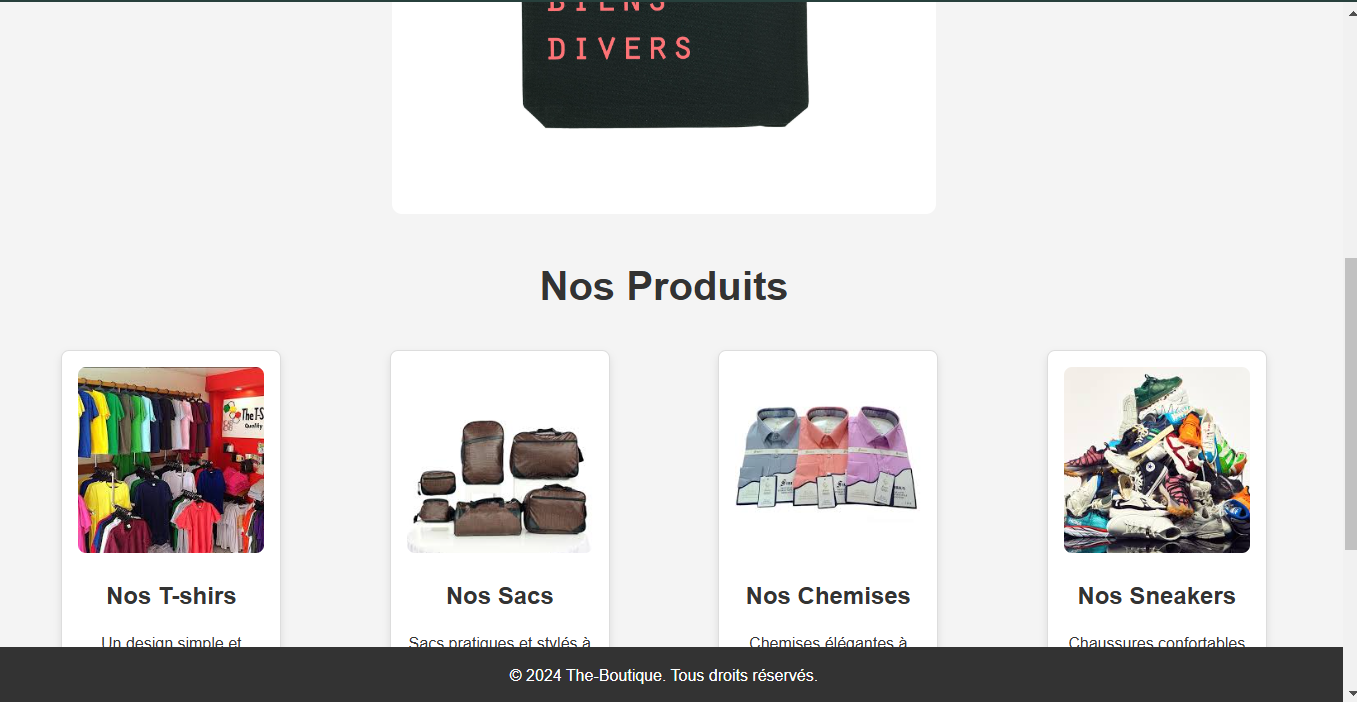 BIENS
DIVERS
Nos Produits
The T-S
Quality
Nos T-shirts
Nos Sacs
Nos Chemises
Nos Sneakers
Un design simple et
Sacs pratiques et stylés à
Chemises élégantes à
Chaussures confortables
© 2024 The-Boutique. Tous droits réservés.